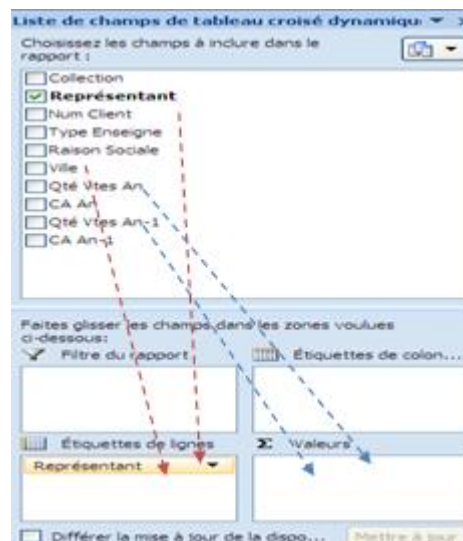 Liste de champs de tableau croisé dynamiqu
Choisissez les champs à inclure dans le
rapport :
Collection
Représentant
Num Client
Type Enseigne
Raison Sociale
Ville
Qté Vtes An
CA An
Qté Vtes An-1
CA An-1
Faites glisser les champs dans les zones voulues
ci-dessous:
Filtre du rapport
Étiquettes de colon...
Étiquettes de lignes
Σ Valeurs
Représentant
Différer la mise à jour de la dispo...
Mettre à jour